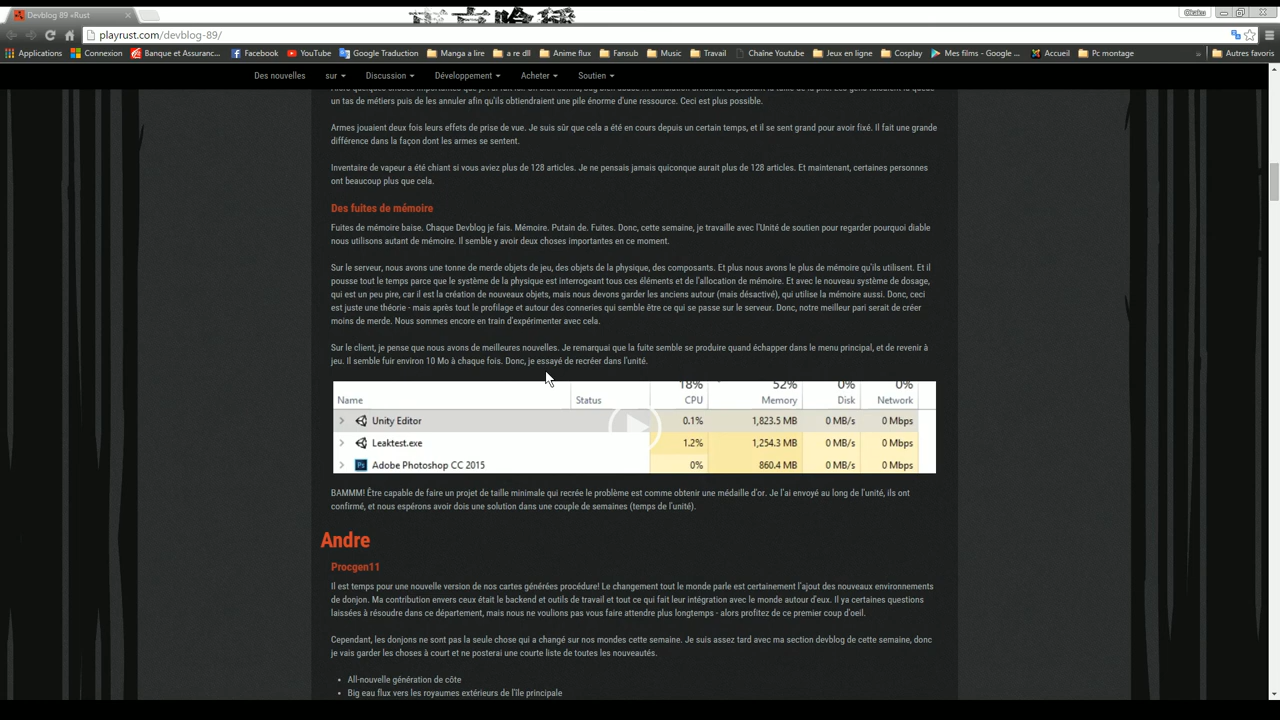 Devblog 89 «Rust
Okaku
playrust.com/devblog-89/
Applications Connexion Banque et Assuranc... Facebook YouTube Google Traduction Manga a lire a re dll Anime flux Fansub Music Travail Chaîne Youtube Jeux en ligne Cosplay Mes films - Google ... Accueil Pc montage Autres favoris
Des nouvelles sur Discussion Développement Acheter Soutien
un tas de métiers puis de les annuler afin qu'ils obtiendraient une pile énorme d'une ressource. Ceci est plus possible.
Armes jouaient deux fois leurs effets de prise de vue. Je suis sûr que cela a été en cours depuis un certain temps, et il se sent grand pour avoir fixé. Il fait une grande
différence dans la façon dont les armes se sentent.
Inventaire de vapeur a été chiant si vous aviez plus de 128 articles. Je ne pensais jamais quiconque aurait plus de 128 articles. Et maintenant, certaines personnes
ont beaucoup plus que cela.
Des fuites de mémoire
Fuites de mémoire baise. Chaque Devblog je fais. Mémoire. Putain de. Fuites. Donc, cette semaine, je travaille avec l'Unité de soutien pour regarder pourquoi diable
nous utilisons autant de mémoire. Il semble y avoir deux choses importantes en ce moment.
Sur le serveur, nous avons une tonne de merde objets de jeu, des objets de la physique, des composants. Et plus nous avons le plus de mémoire qu'ils utilisent. Et il
pousse tout le temps parce que le système de la physique est interrogeant tous ces éléments et de l'allocation de mémoire. Et avec le nouveau système de dosage,
qui est un peu pire, car il est la création de nouveaux objets, mais nous devons garder les anciens autour (mais désactivé), qui utilise la mémoire aussi. Donc, ceci
est juste une théorie - mais après tout le profilage et autour des conneries qui semble être ce qui se passe sur le serveur. Donc, notre meilleur pari serait de créer
moins de merde. Nous sommes encore en train d'expérimenter avec cela.
Sur le client, je pense que nous avons de meilleures nouvelles. Je remarquai que la fuite semble se produire quand échapper dans le menu principal, et de revenir à
jeu. Il semble fuir environ 10 Mo à chaque fois. Donc, je essayé de recréer dans l'unité.
18% 52% 0% 0%
Name Status CPU Memory Disk Network
Unity Editor 0.1% 1,823.5 MB 0 MB/s 0 Mbps
Leaktest.exe 1.2% 1,254.3 MB 0 MB/s 0 Mbps
Adobe Photoshop CC 2015 0% 860.4 MB 0 MB/s 0 Mbps
BAMMM! Être capable de faire un projet de taille minimale qui recrée le problème est comme obtenir une médaille d'or. Je l'ai envoyé au long de l'unité, ils ont
confirmé, et nous espérons avoir dois une solution dans une couple de semaines (temps de l'unité).
Andre
Procgen11
Il est temps pour une nouvelle version de nos cartes générées procédure! Le changement tout le monde parle est certainement l'ajout des nouveaux environnements
de donjon. Ma contribution envers ceux était le backend et outils de travail et tout ce qui fait leur intégration avec le monde autour d'eux. Il ya certaines questions
laissées à résoudre dans ce département, mais nous ne voulions pas vous faire attendre plus longtemps - alors profitez de ce premier coup d'oeil.
Cependant, les donjons ne sont pas la seule chose qui a changé sur nos mondes cette semaine. Je suis assez tard avec ma section devblog de cette semaine, donc
je vais garder les choses à court et ne posterai une courte liste de toutes les nouveautés.
All-nouvelle génération de côte
Big eau flux vers les royaumes extérieurs de l'île principale